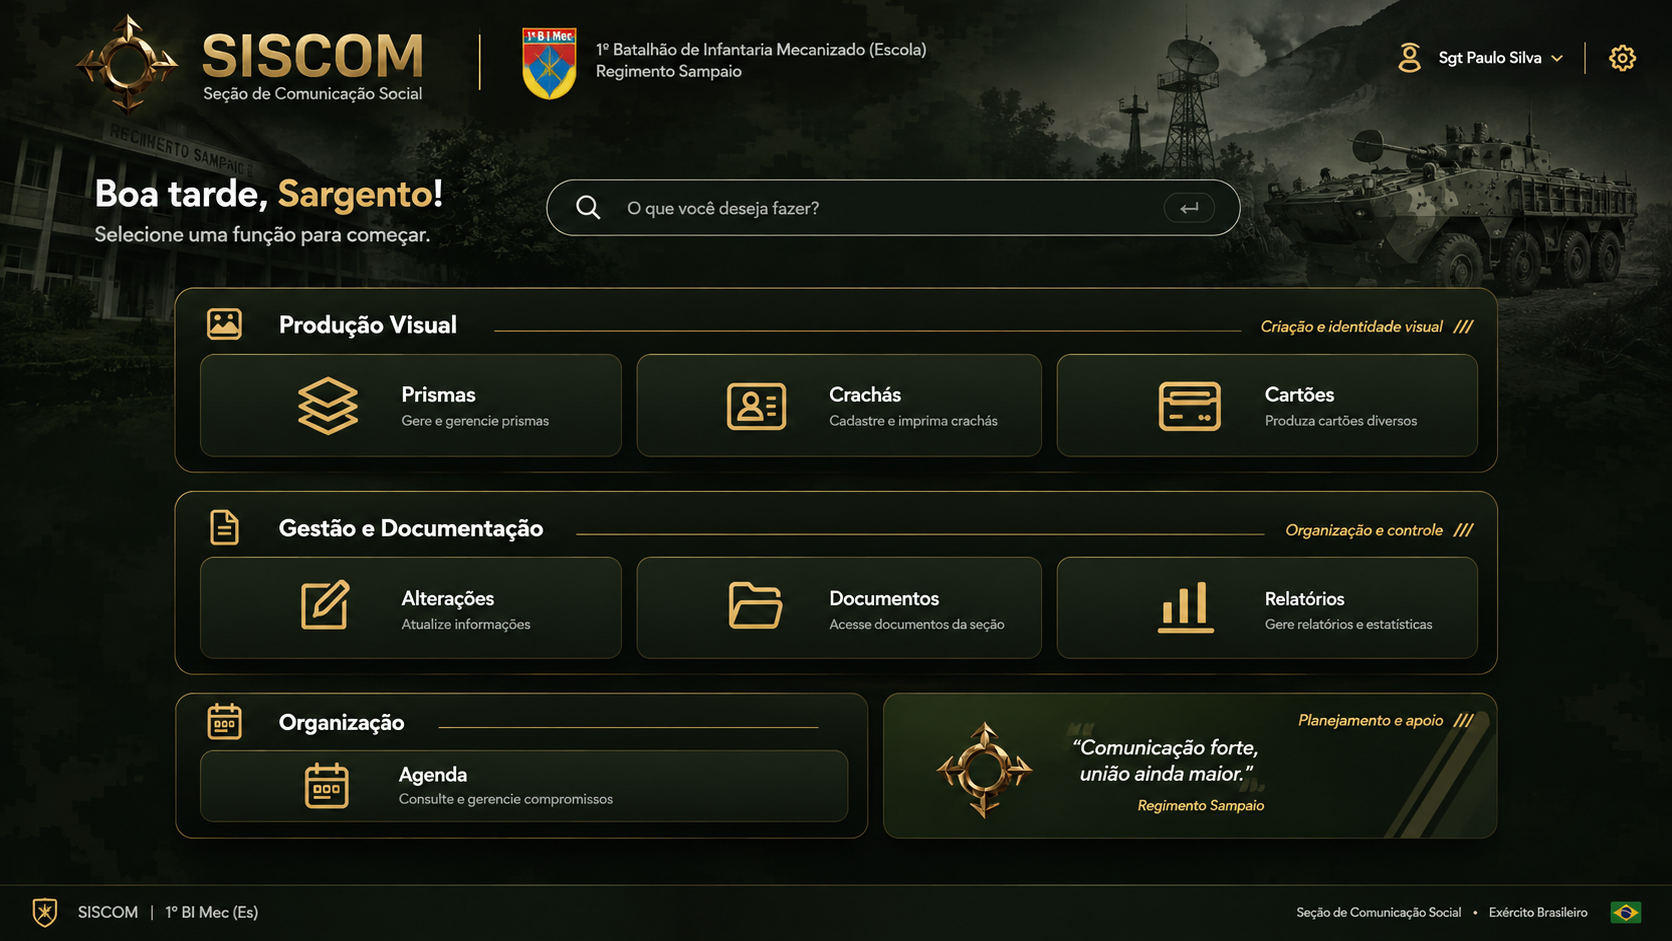 SISCOM
Seção de Comunicação Social
1º B I Mec
1º Batalhão de Infantaria Mecanizado (Escola)
Regimento Sampaio
Sgt Paulo Silva
Boa tarde, Sargento!
Selecione uma função para começar.
O que você deseja fazer?
Produção Visual
Criação e identidade visual ///
Prismas
Gere e gerencie prismas
Crachás
Cadastre e imprima crachás
Cartões
Produza cartões diversos
Gestão e Documentação
Organização e controle ///
Alterações
Atualize informações
Documentos
Acesse documentos da seção
Relatórios
Gere relatórios e estatísticas
Organização
Agenda
Consulte e gerencie compromissos
Planejamento e apoio ///
“Comunicação forte,
união ainda maior.”
Regimento Sampaio
SISCOM | 1º BI Mec (Es)
Seção de Comunicação Social • Exército Brasileiro